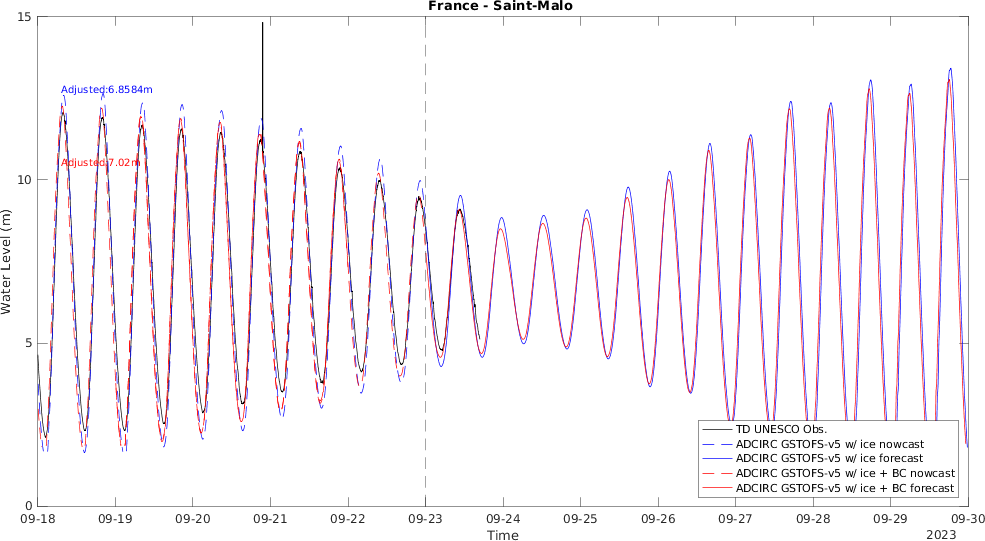 France - Saint-Malo
Water Level (m)
15
10
5
0
Adjusted:6.8584m
Adjusted:7.02m
TD UNESCO Obs.
ADCIRC GSTOFS-v5 w/ ice nowcast
ADCIRC GSTOFS-v5 w/ ice forecast
ADCIRC GSTOFS-v5 w/ ice + BC nowcast
ADCIRC GSTOFS-v5 w/ ice + BC forecast
09-18 09-19 09-20 09-21 09-22 09-23 09-24 09-25 09-26 09-27 09-28 09-29 09-30
Time
2023